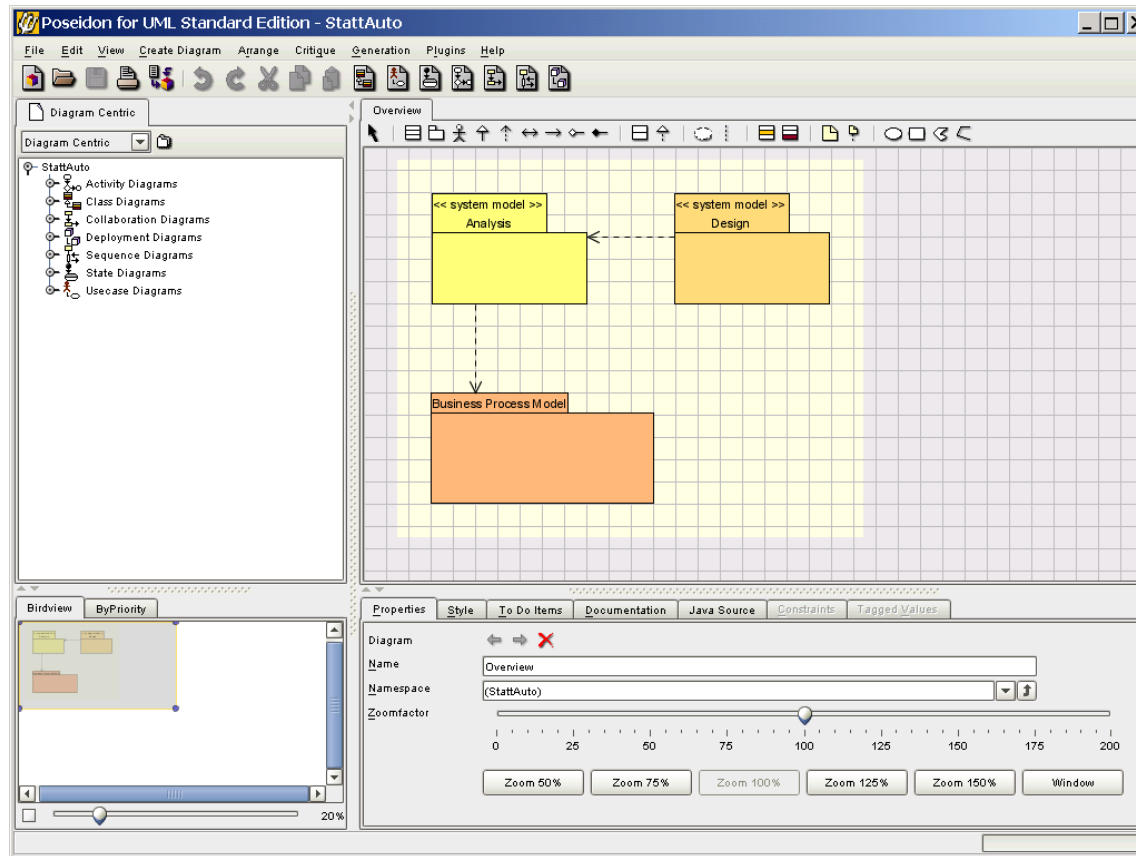 Poseidon for UML Standard Edition - StattAuto
File Edit View Create Diagram Arrange Critique Generation Plugins Help
Diagram Centric
Diagram Centric
StattAuto
Activity Diagrams
Class Diagrams
Collaboration Diagrams
Deployment Diagrams
Sequence Diagrams
State Diagrams
Usecase Diagrams
Overview
<< system model >>
Analysis
<< system model >>
Design
Business Process Model
Birdview ByPriority
20%
Properties Style To Do Items Documentation Java Source Constraints Tagged Values
Diagram
Name Overview
Namespace (StattAuto)
Zoomfactor
0 25 50 75 100 125 150 175 200
Zoom 50% Zoom 75% Zoom 100% Zoom 125% Zoom 150% Window